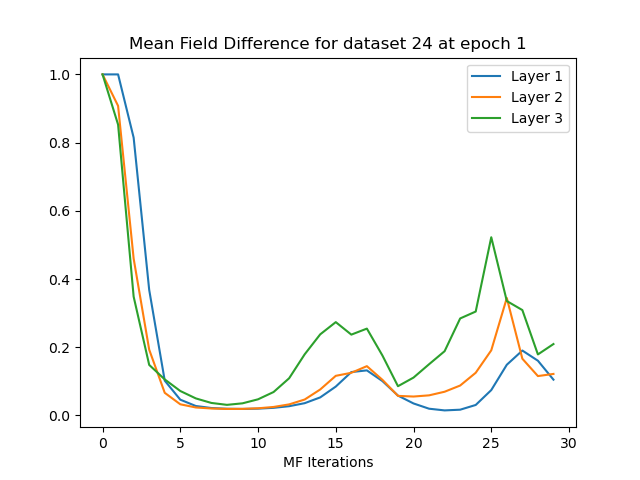 Mean Field Difference for dataset 24 at epoch 1
Layer 1
Layer 2
Layer 3
1.0
0.8
0.6
0.4
0.2
0.0
0 5 10 15 20 25 30
MF Iterations